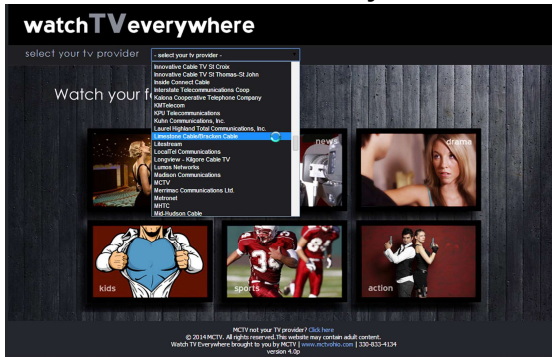 watchTVeverywhere
select your tv provider
- select your tv provider -
Innovative Cable TV St Croix
Innovative Cable TV St Thomas-St John
Inside Connect Cable
Interstate Telecommunications Coop
Kalona Cooperative Telephone Company
KMTelecom
KPU Telecommunications
Kuhn Communications, Inc.
Laurel Highland Total Communications, Inc.
Limestone Cable/Bracken Cable
Litestream
LocalTel Communications
Longview - Kilgore Cable TV
Lumos Networks
Madison Communications
MCTV
Merrimac Communications Ltd.
Metronet
MHTC
Mid-Hudson Cable
Watch your f
news
drama
kids
sports
action
MCTV not your TV provider? Click here
© 2014 MCTV. All rights reserved. This website may contain adult content.
Watch TV Everywhere brought to you by MCTV | www.mctvohio.com | 330-833-4134
version 4.0p